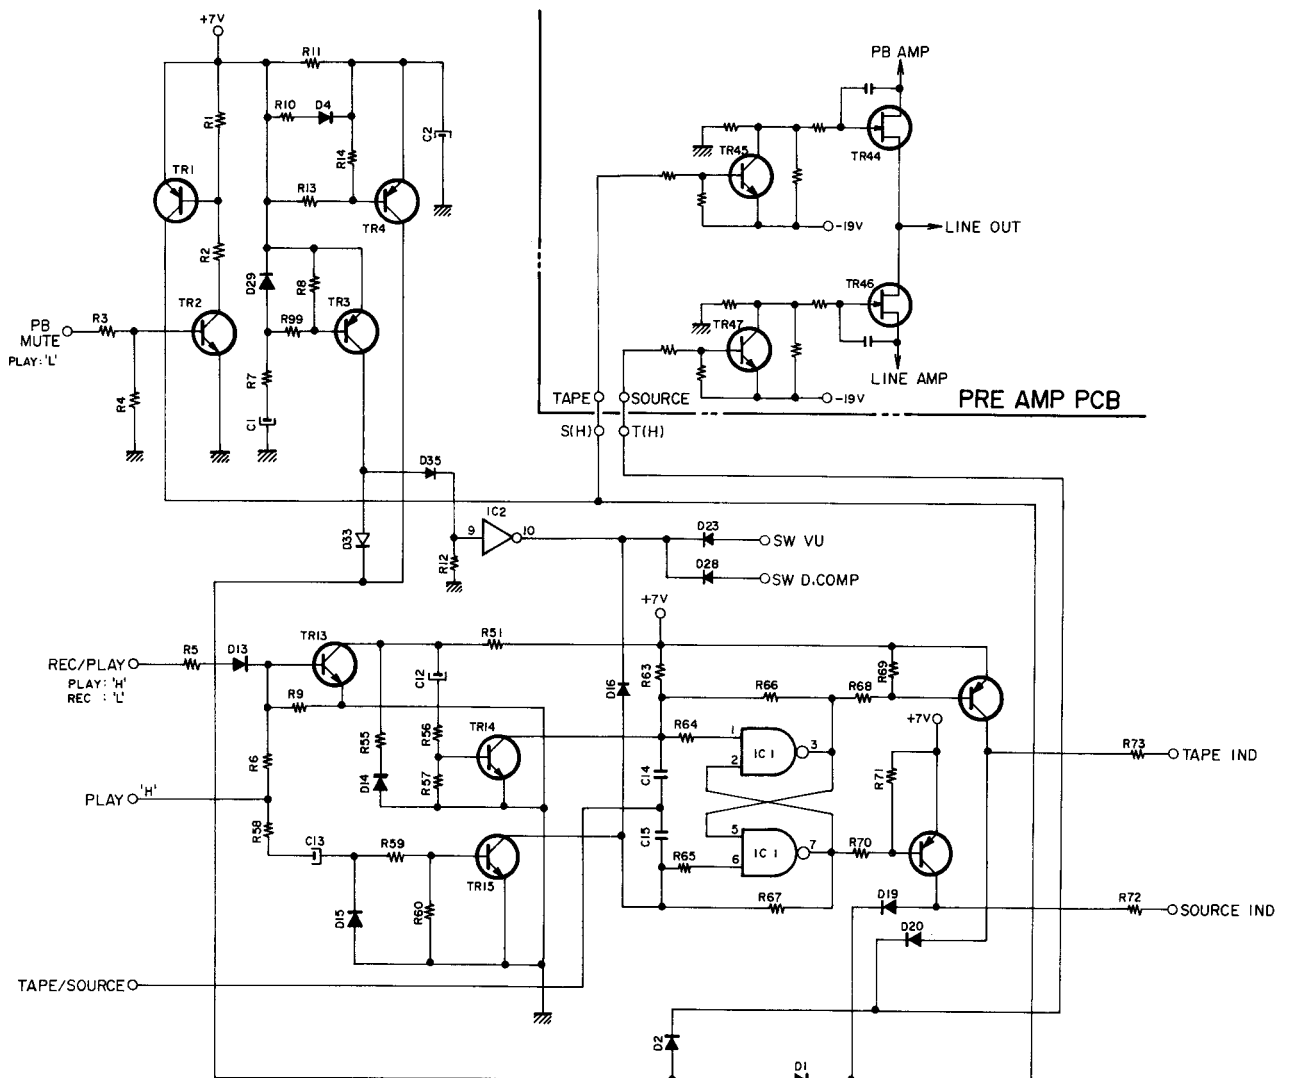 +7V
R11
PB AMP
R10 D4
R1
C2
R14
TR45
TR44
TR1
R13
TR4
-19V
LINE OUT
R2
D29
R8
TR46
TR2
TR3
PB
MUTE
PLAY:'L'
R3
R99
TR47
R7
LINE AMP
R4
C1
TAPE SOURCE
-19V
PRE AMP PCB
S(H) T(H)
D35
IC2
9 10
D23
SW VU
D33
R12
D28
SW D.COMP
+7V
TR13
R51
REC/PLAY
PLAY: 'H'
REC : 'L'
R5
D13
C12
D16
R63
R69
R66
R68
R9
+7V
R55
R56
TR14
R64
1
IC1
3
2
R73
TAPE IND
R6
D14
R57
C14
R71
PLAY 'H'
R58
C13
R59
C15
5
IC1
7
6
R70
R65
TR15
D15
R60
R67
D19
R72
SOURCE IND
D20
TAPE/SOURCE
D2
D1